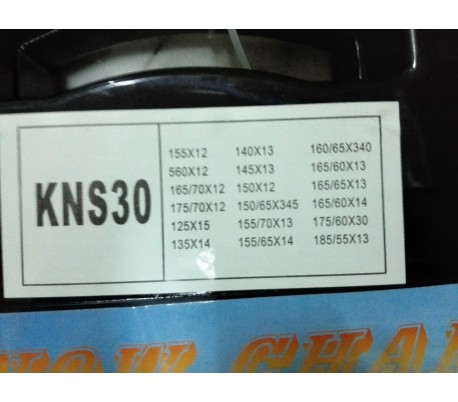 KNS30
155X12 140X13 160/65X340
560X12 145X13 165/60X13
165/70X12 150X12 165/65X13
175/70X12 150/65X345 165/60X14
125X15 155/70X13 175/60X30
135X14 155/65X14 185/55X13